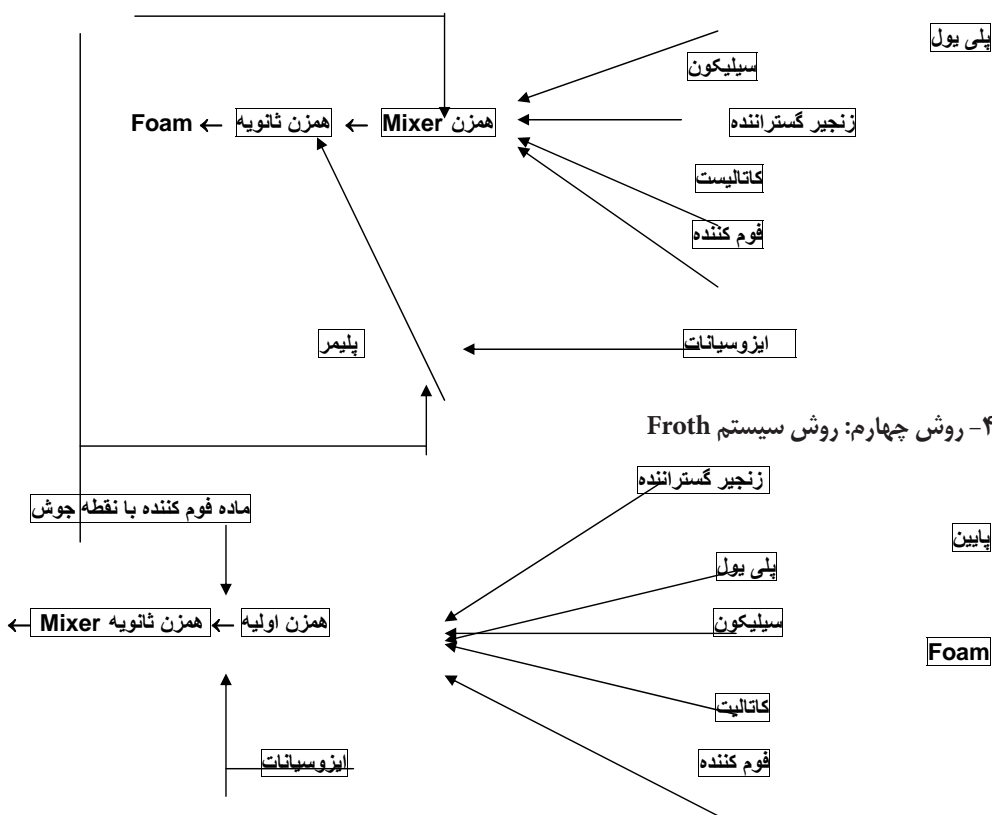 پلی یول
سیلیکون
زنجیر گستراننده
همزن Mixer ← همزن ثانویه ← Foam
کاتالیست
فوم کننده
ایزوسیانات
پلیمر
۴- روش چهارم: روش سیستم Froth
زنجیر گستراننده
ماده فوم کننده با نقطه جوش
پایین
پلی یول
سیلیکون
همزن اولیه ← همزن ثانویه Mixer ←
Foam
کاتالیت
فوم کننده
ایزوسیانات